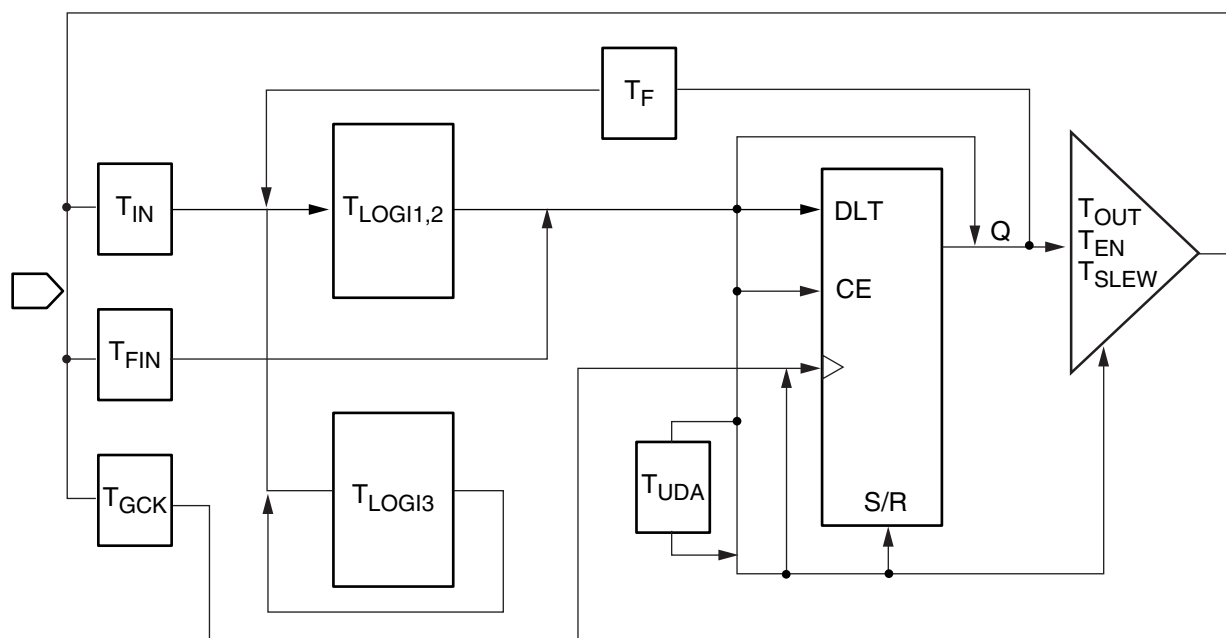 T_F
T_IN
T_LOGI1,2
DLT
Q
T_OUT
T_EN
T_SLEW
CE
T_FIN
T_GCK
T_LOGI3
T_UDA
S/R